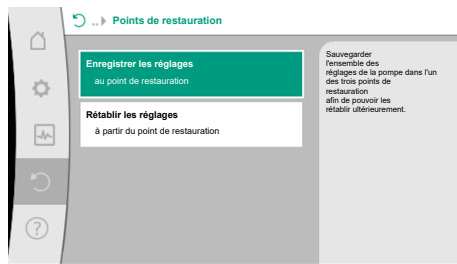 ..▸ Points de restauration
Enregistrer les réglages
au point de restauration
Rétablir les réglages
à partir du point de restauration
Sauvegarder
l'ensemble des
réglages de la pompe dans l'un
des trois points de
restauration
afin de pouvoir les
rétablir ultérieurement.
?